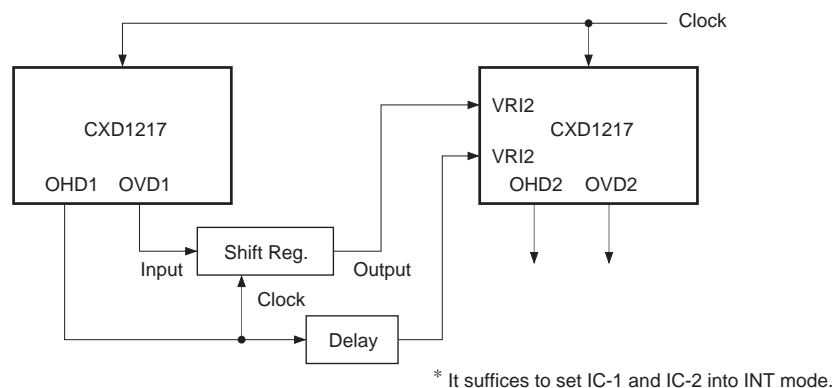 Clock
CXD1217
OHD1 OVD1
VRI2
CXD1217
VRI2
OHD2 OVD2
Shift Reg.
Input
Output
Clock
Delay
* It suffices to set IC-1 and IC-2 into INT mode.